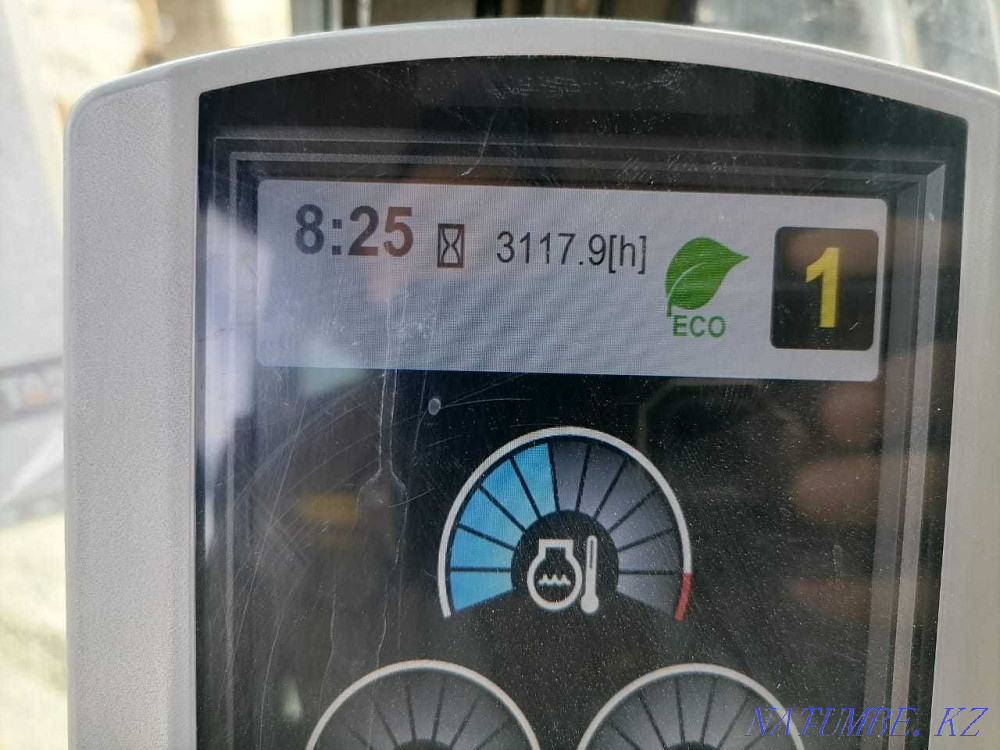 8:25 3117.9[h] 1
ECO
NATUMBE.KZ